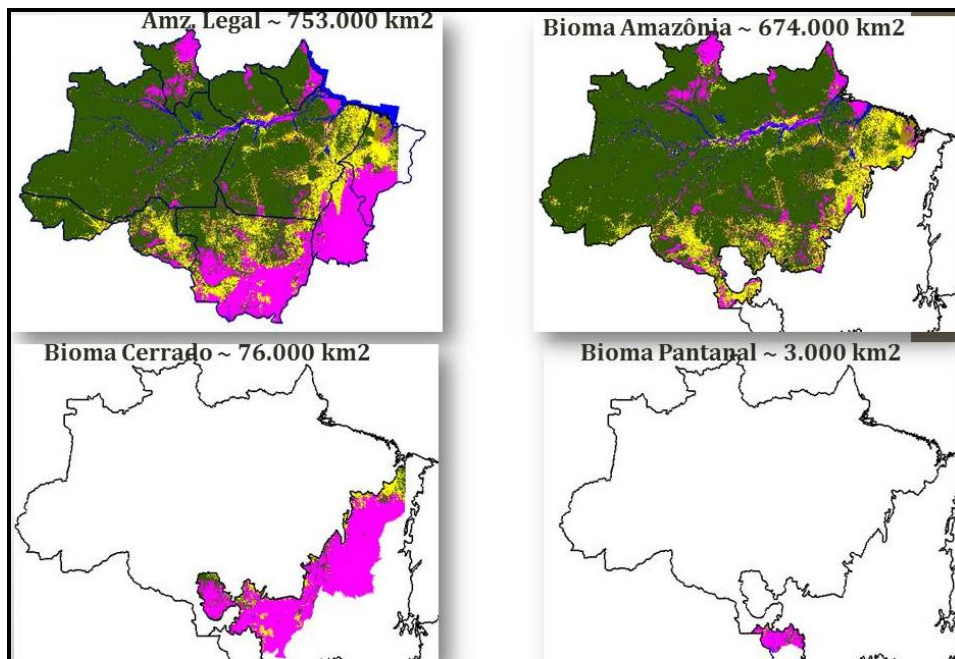 Amz. Legal ~ 753.000 km2
Bioma Amazônia ~ 674.000 km2
Bioma Cerrado ~ 76.000 km2
Bioma Pantanal ~ 3.000 km2